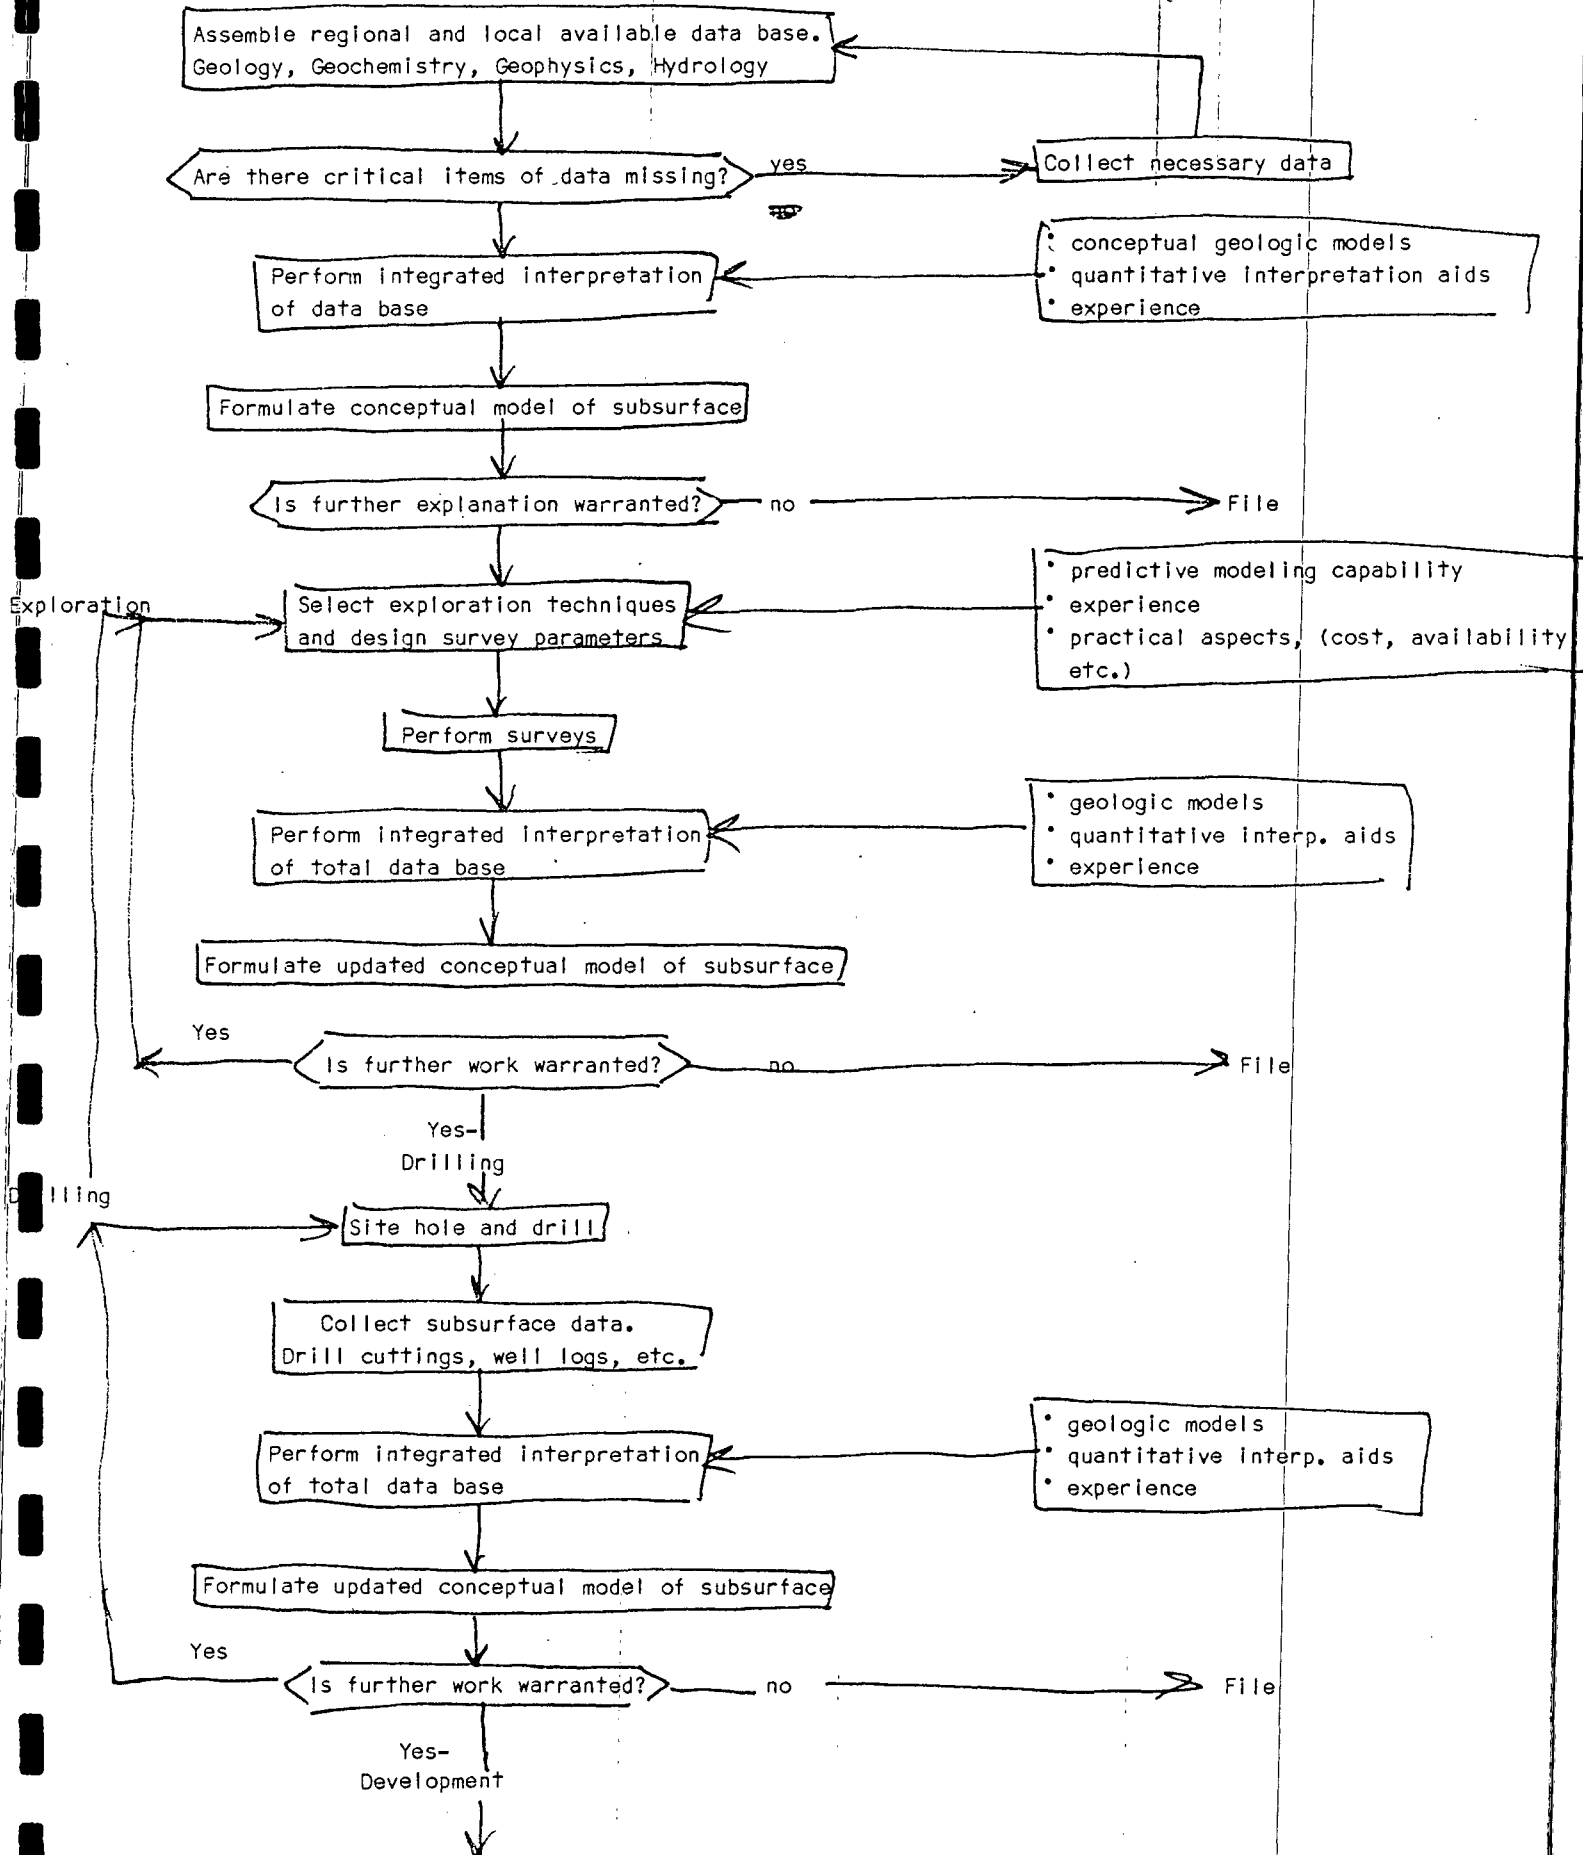 Assemble regional and local available data base.
Geology, Geochemistry, Geophysics, Hydrology
Are there critical items of data missing?
yes
Collect necessary data
Perform integrated interpretation
of data base
• conceptual geologic models
• quantitative interpretation aids
• experience
Formulate conceptual model of subsurface
Is further explanation warranted?
no
File
Exploration
Select exploration techniques
and design survey parameters
• predictive modeling capability
• experience
• practical aspects, (cost, availability
etc.)
Perform surveys
Perform integrated interpretation
of total data base
• geologic models
• quantitative interp. aids
• experience
Formulate updated conceptual model of subsurface
Yes
Is further work warranted?
no
File
Yes-
Drilling
Drilling
Site hole and drill
Collect subsurface data.
Drill cuttings, well logs, etc.
Perform integrated interpretation
of total data base
• geologic models
• quantitative interp. aids
• experience
Formulate updated conceptual model of subsurface
Yes
Is further work warranted?
no
File
Yes-
Development